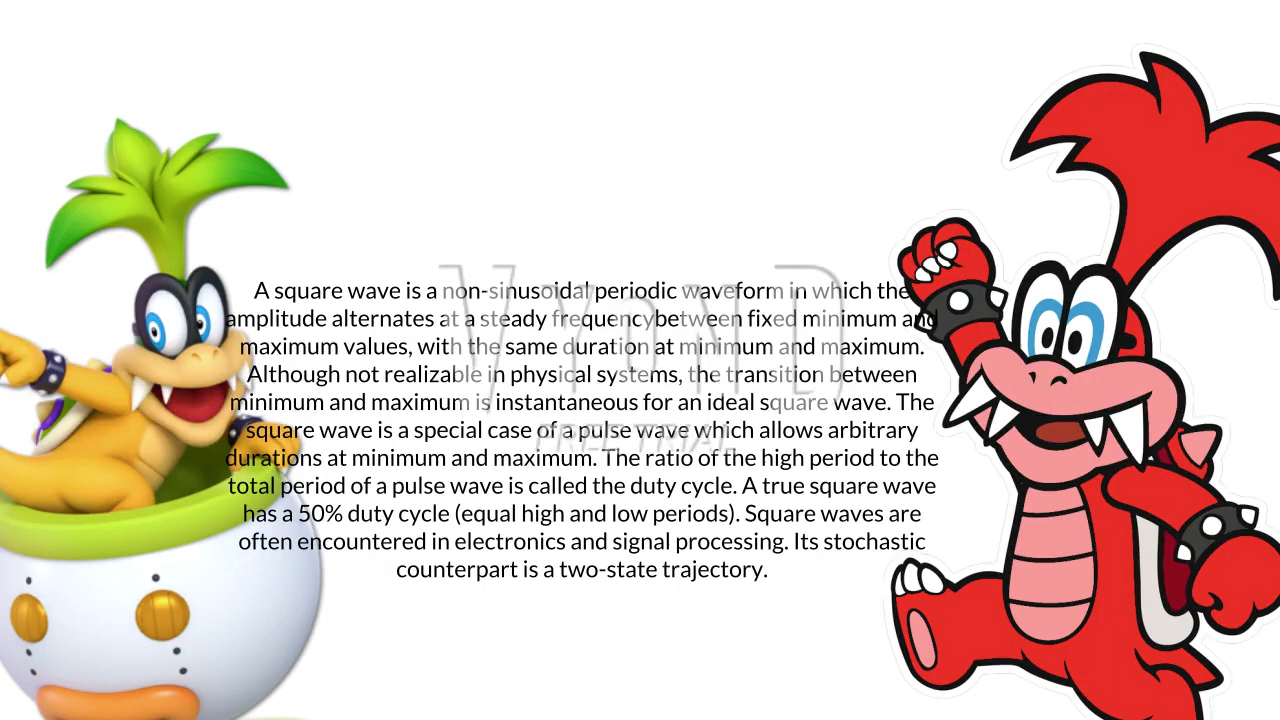 A square wave is a non-sinusoidal periodic waveform in which the
amplitude alternates at a steady frequencybetween fixed minimum and
maximum values, with the same duration at minimum and maximum.
Although not realizable in physical systems, the transition between
minimum and maximum is instantaneous for an ideal square wave. The
square wave is a special case of a pulse wave which allows arbitrary
durations at minimum and maximum. The ratio of the high period to the
total period of a pulse wave is called the duty cycle. A true square wave
has a 50% duty cycle (equal high and low periods). Square waves are
often encountered in electronics and signal processing. Its stochastic
counterpart is a two-state trajectory.
VYOND
FREE TRIAL